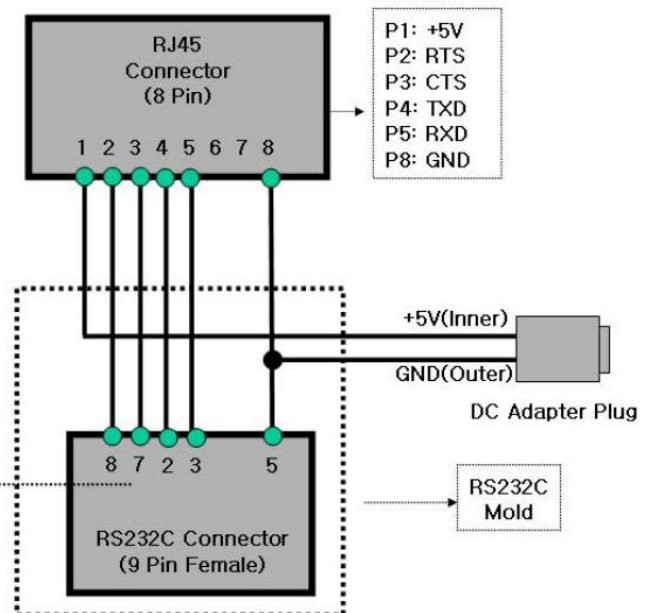 RJ45
Connector
(8 Pin)
1 2 3 4 5 6 7 8
P1: +5V
P2: RTS
P3: CTS
P4: TXD
P5: RXD
P8: GND
+5V(Inner)
GND(Outer)
DC Adapter Plug
8 7 2 3 5
RS232C Connector
(9 Pin Female)
RS232C
Mold